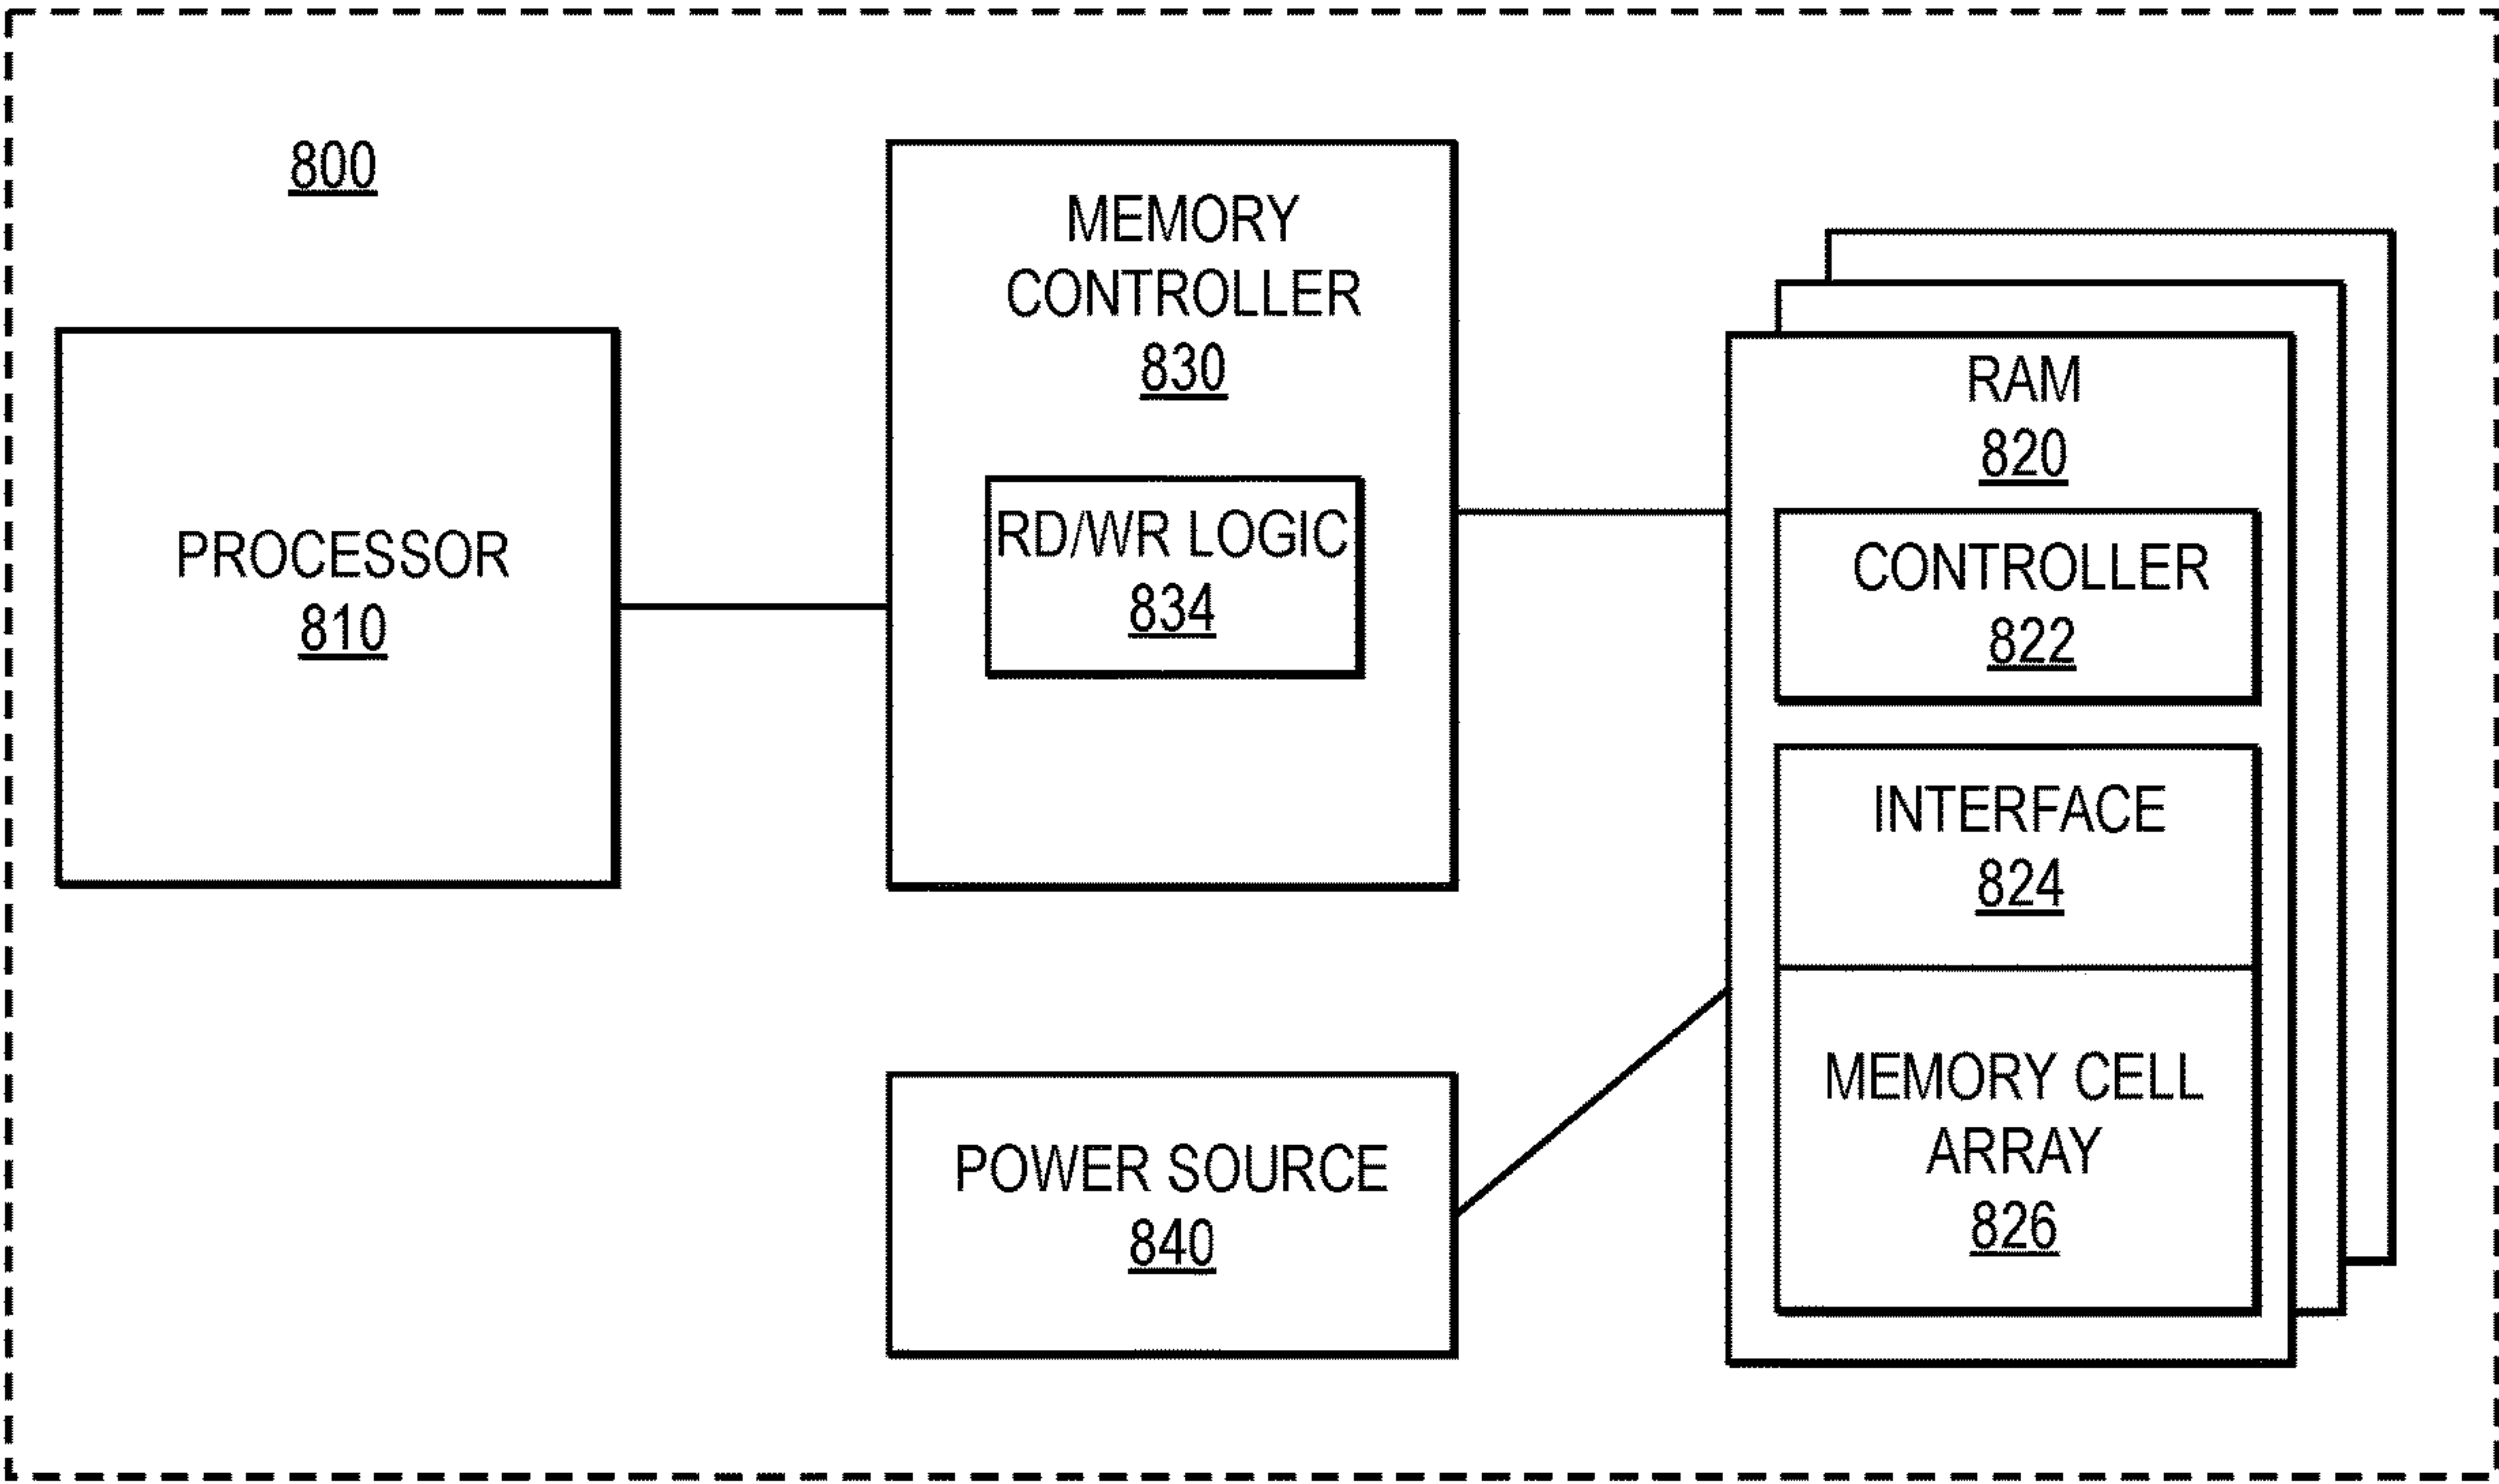 800
PROCESSOR
810
MEMORY
CONTROLLER
830
RD/WR LOGIC
834
POWER SOURCE
840
RAM
820
CONTROLLER
822
INTERFACE
824
MEMORY CELL
ARRAY
826